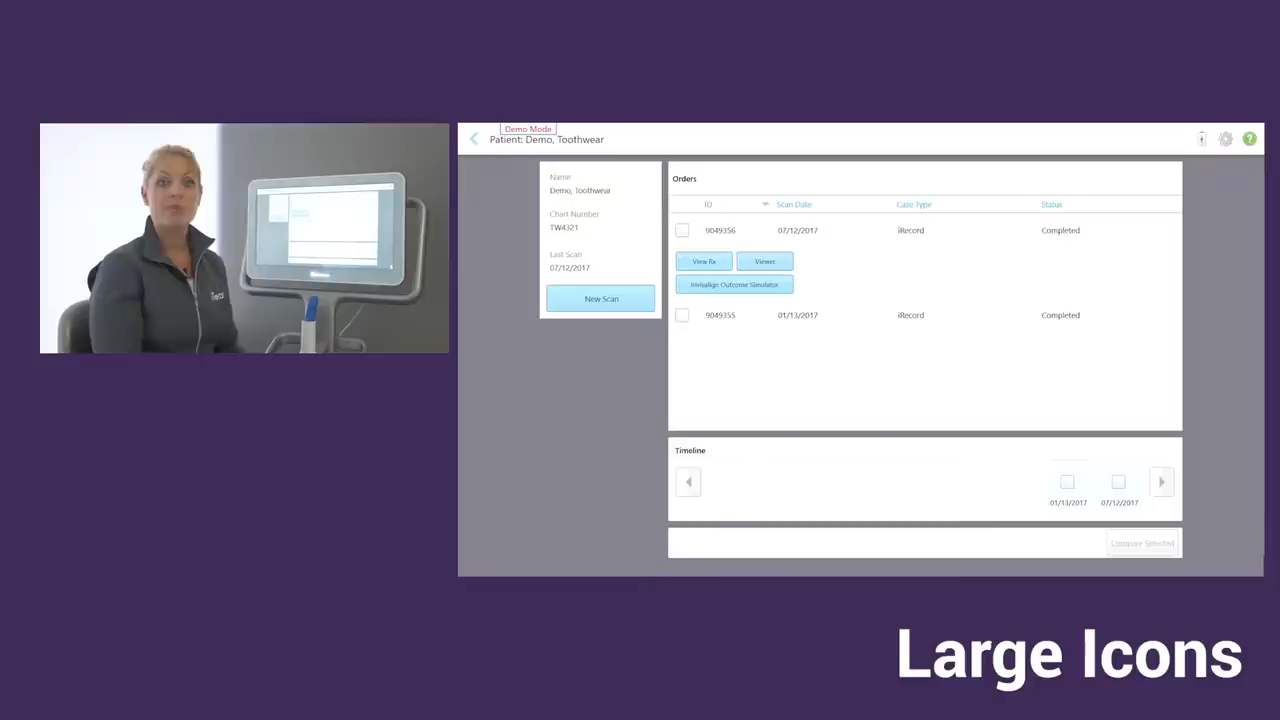 Demo Mode
Patient: Demo, Toothwear
Name
Demo, Toothwear
Chart Number
TW4321
Last Scan
07/12/2017
New Scan
Orders
ID Scan Date Case Type Status
9049356 07/12/2017 iRecord Completed
View Rx Viewer
Invisalign Outcome Simulator
9049355 01/13/2017 iRecord Completed
Timeline
01/13/2017 07/12/2017
Compare Selected
Large Icons